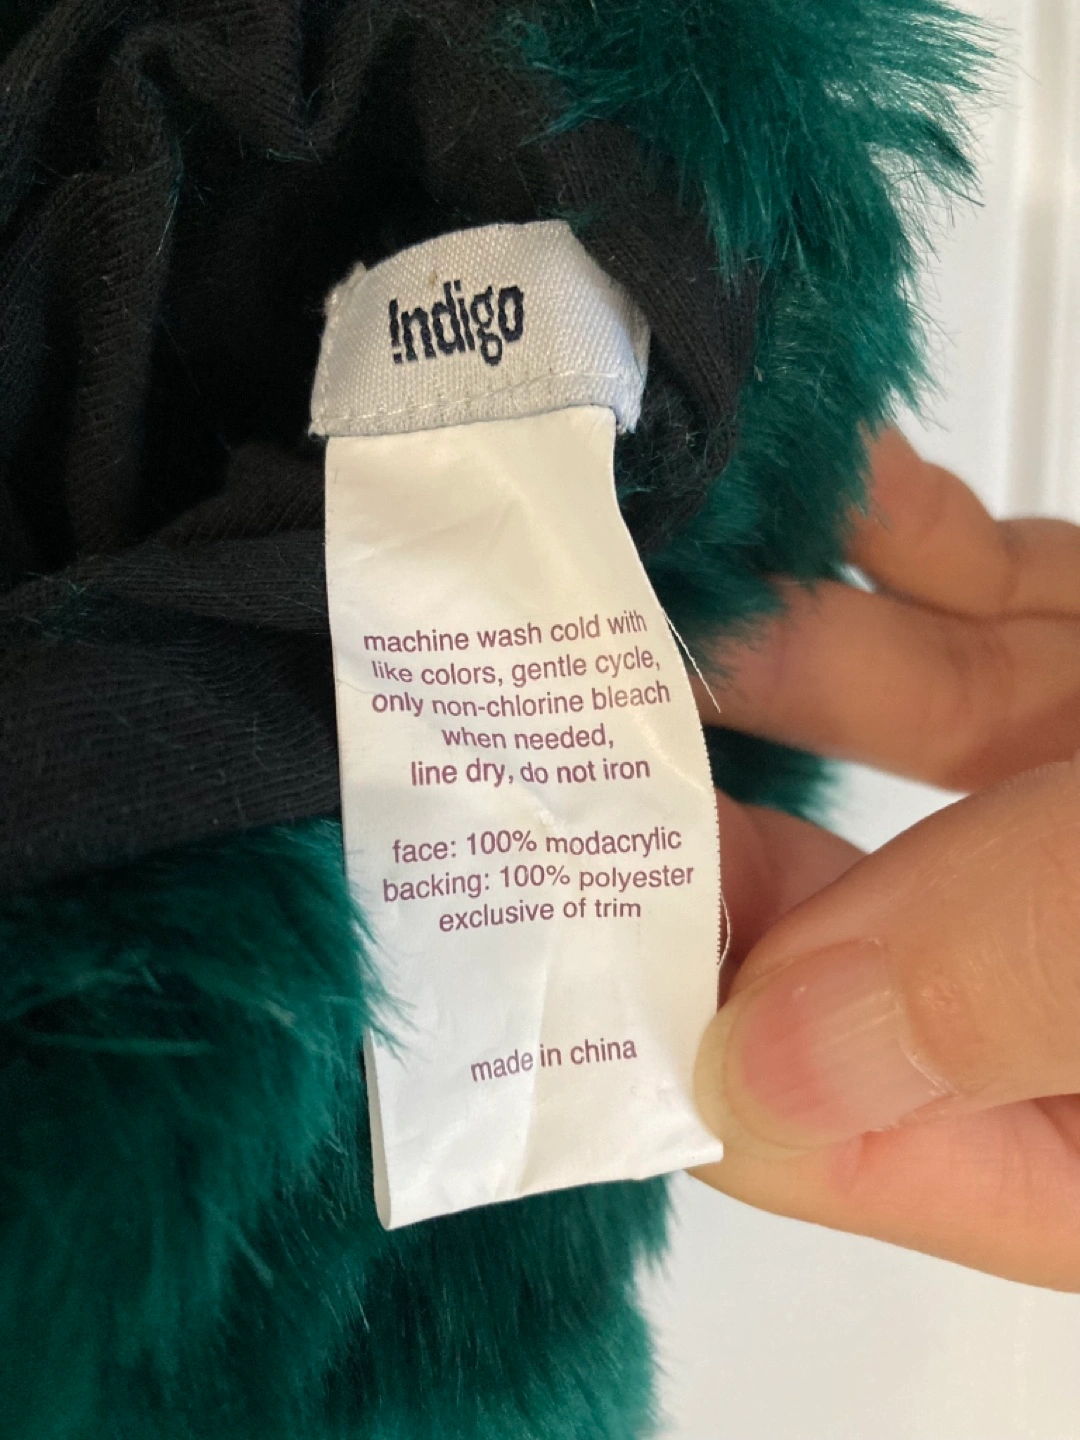 !ndigo
machine wash cold with
like colors, gentle cycle,
only non-chlorine bleach
when needed,
line dry, do not iron
face: 100% modacrylic
backing: 100% polyester
exclusive of trim
made in china